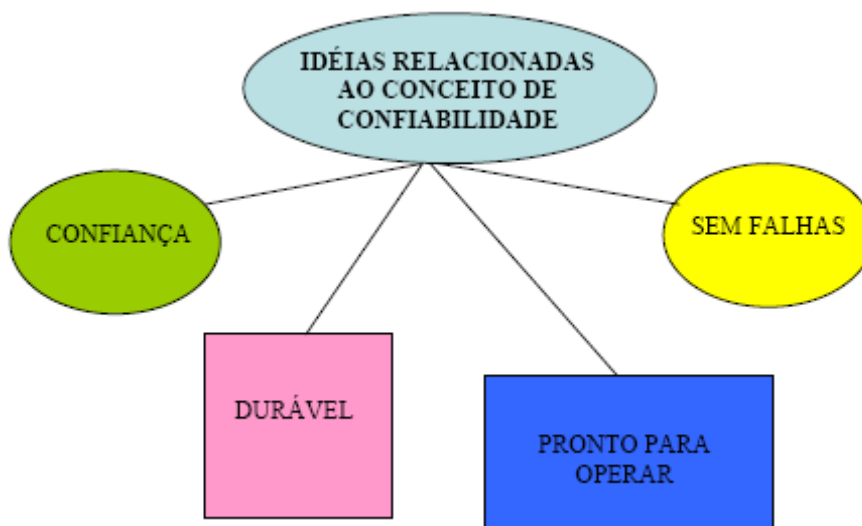 IDÉIAS RELACIONADAS
AO CONCEITO DE
CONFIABILIDADE
CONFIANÇA
SEM FALHAS
DURÁVEL
PRONTO PARA
OPERAR